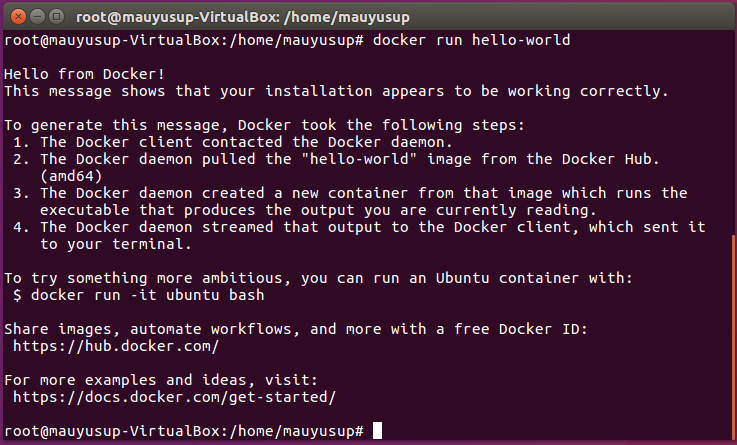 root@mauyusup-VirtualBox: /home/mauyusup
root@mauyusup-VirtualBox:/home/mauyusup# docker run hello-world
Hello from Docker!
This message shows that your installation appears to be working correctly.
To generate this message, Docker took the following steps:
1. The Docker client contacted the Docker daemon.
2. The Docker daemon pulled the "hello-world" image from the Docker Hub.
(amd64)
3. The Docker daemon created a new container from that image which runs the
executable that produces the output you are currently reading.
4. The Docker daemon streamed that output to the Docker client, which sent it
to your terminal.
To try something more ambitious, you can run an Ubuntu container with:
$ docker run -it ubuntu bash
Share images, automate workflows, and more with a free Docker ID:
https://hub.docker.com/
For more examples and ideas, visit:
https://docs.docker.com/get-started/
root@mauyusup-VirtualBox:/home/mauyusup#